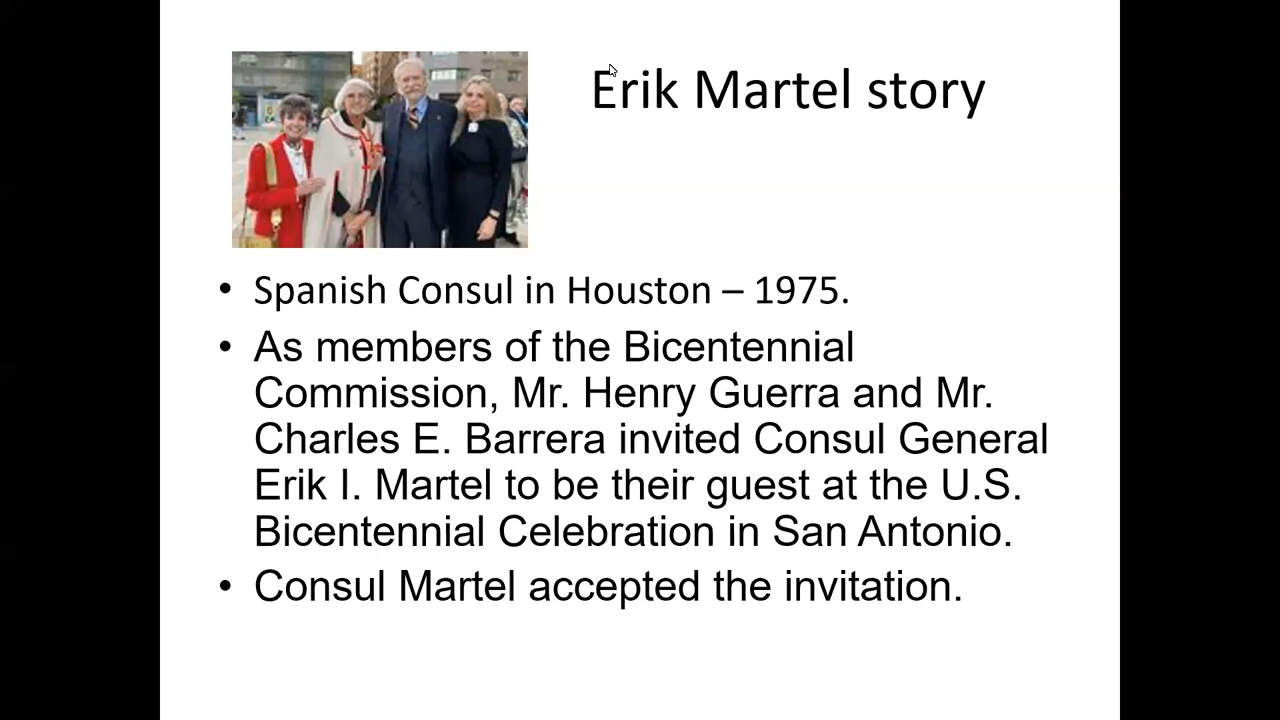 Erik Martel story
• Spanish Consul in Houston – 1975.
• As members of the Bicentennial
Commission, Mr. Henry Guerra and Mr.
Charles E. Barrera invited Consul General
Erik I. Martel to be their guest at the U.S.
Bicentennial Celebration in San Antonio.
• Consul Martel accepted the invitation.